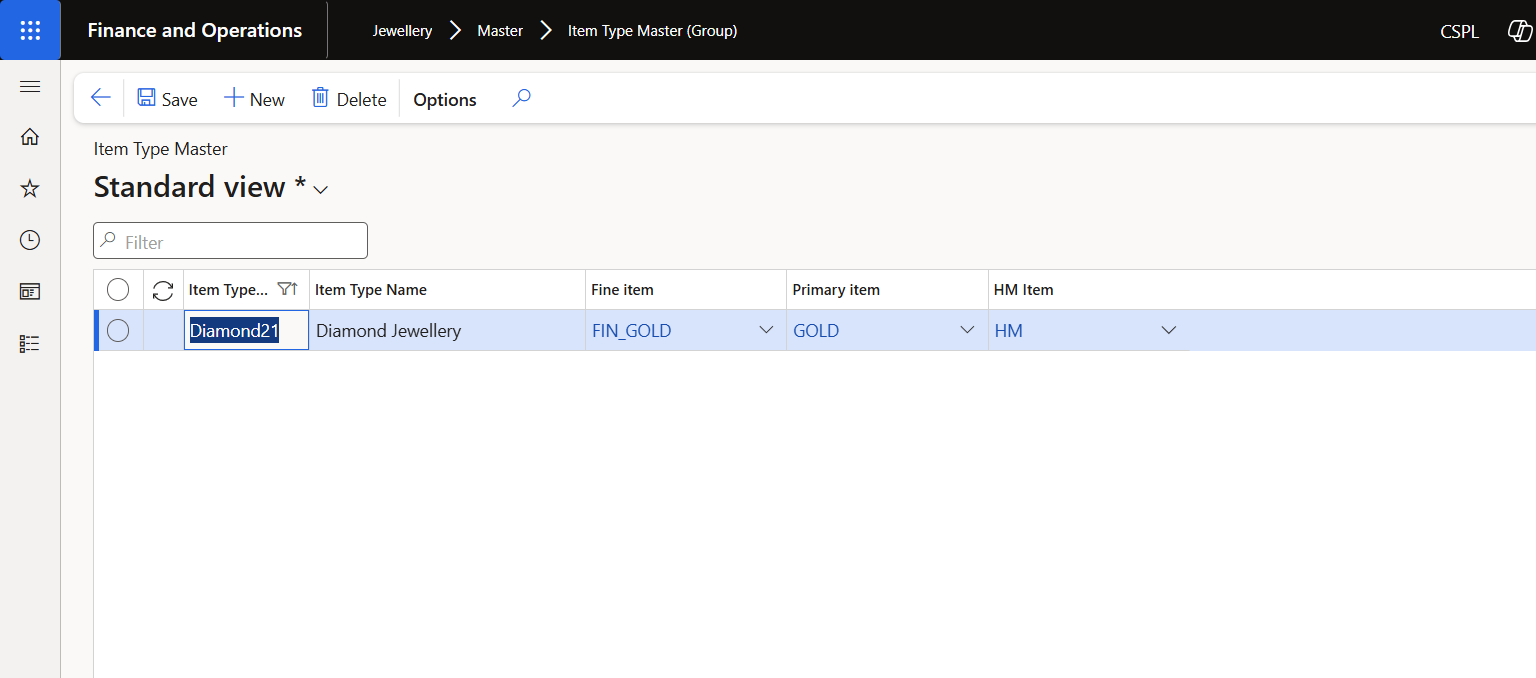 Finance and Operations Jewellery Master Item Type Master (Group) CSPL
Save New Delete Options
Item Type Master
Standard view *
Filter
Item Type... Item Type Name Fine item Primary item HM Item
Diamond21 Diamond Jewellery FIN_GOLD GOLD HM